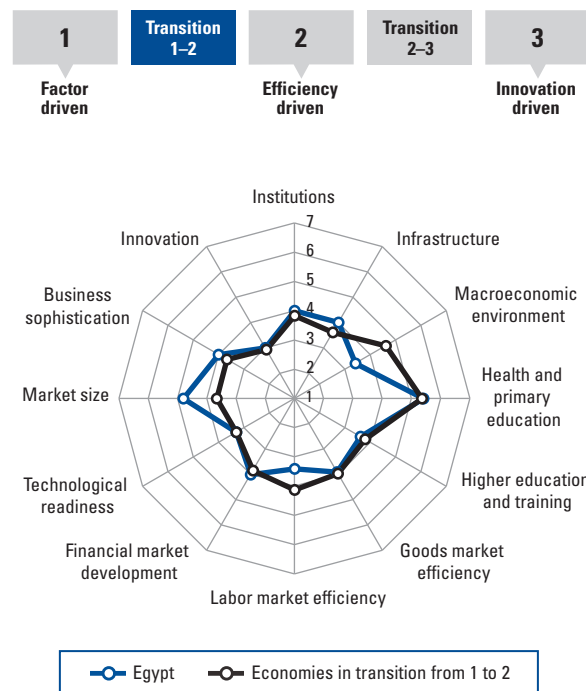 1
Transition
1–2
2
Transition
2–3
3
Factor
driven
Efficiency
driven
Innovation
driven
Institutions
7
Innovation
Infrastructure
6
5
Business
sophistication
Macroeconomic
environment
4
3
2
Market size
1
Health and
primary
education
Technological
readiness
Higher education
and training
Financial market
development
Goods market
efficiency
Labor market efficiency
Egypt
Economies in transition from 1 to 2